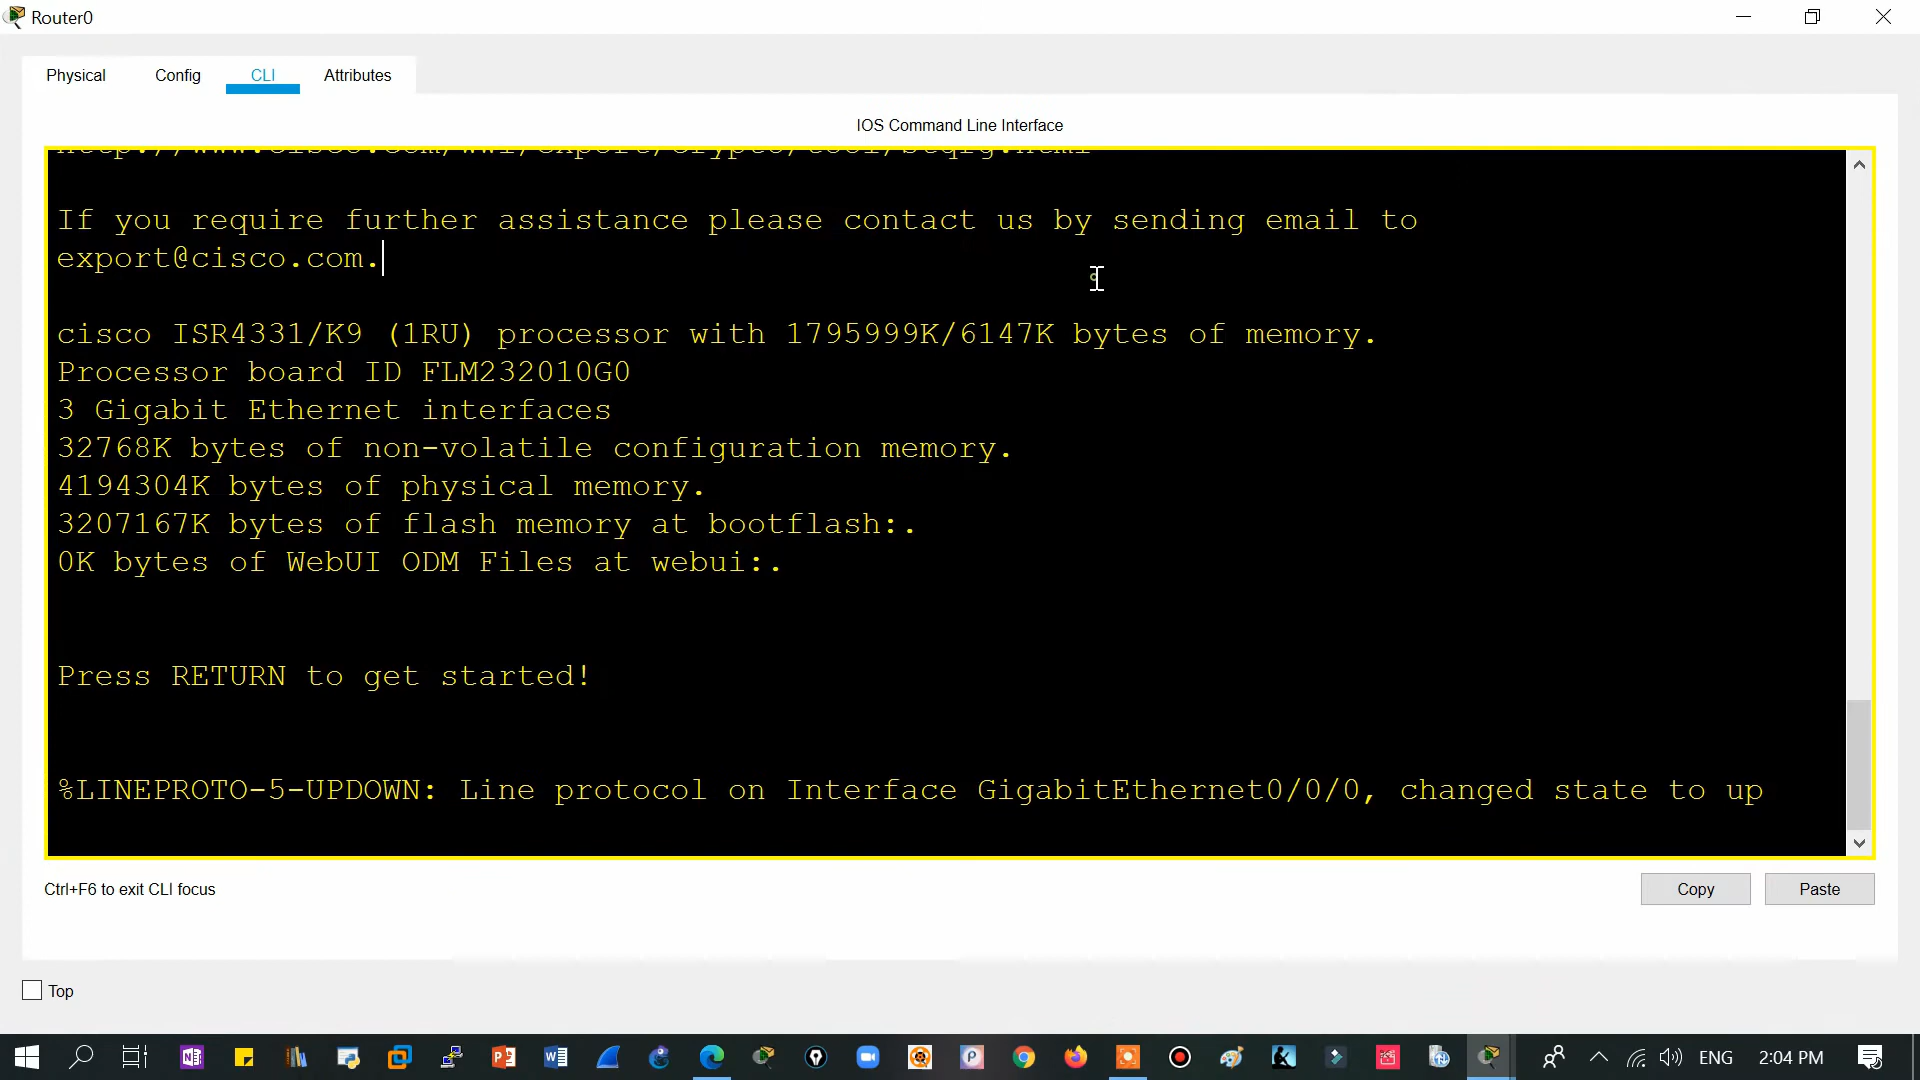 Router0
Physical
Config
CLI
Attributes
IOS Command Line Interface
If you require further assistance please contact us by sending email to
export@cisco.com.
cisco ISR4331/K9 (1RU) processor with 1795999K/6147K bytes of memory.
Processor board ID FLM232010G0
3 Gigabit Ethernet interfaces
32768K bytes of non-volatile configuration memory.
4194304K bytes of physical memory.
3207167K bytes of flash memory at bootflash:.
0K bytes of WebUI ODM Files at webui:.
Press RETURN to get started!
%LINEPROTO-5-UPDOWN: Line protocol on Interface GigabitEthernet0/0/0, changed state to up
Ctrl+F6 to exit CLI focus
Copy
Paste
Top
ENG
2:04 PM